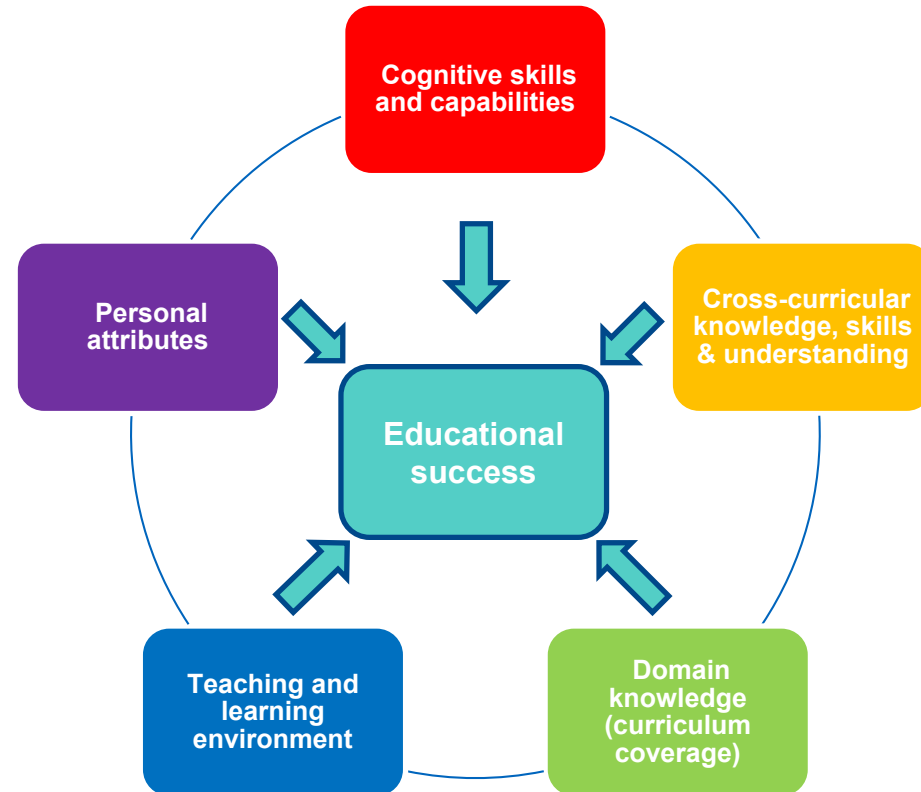 Cognitive skills
and capabilities
Personal
attributes
Cross-curricular
knowledge, skills
& understanding
Educational
success
Teaching and
learning
environment
Domain
knowledge
(curriculum
coverage)